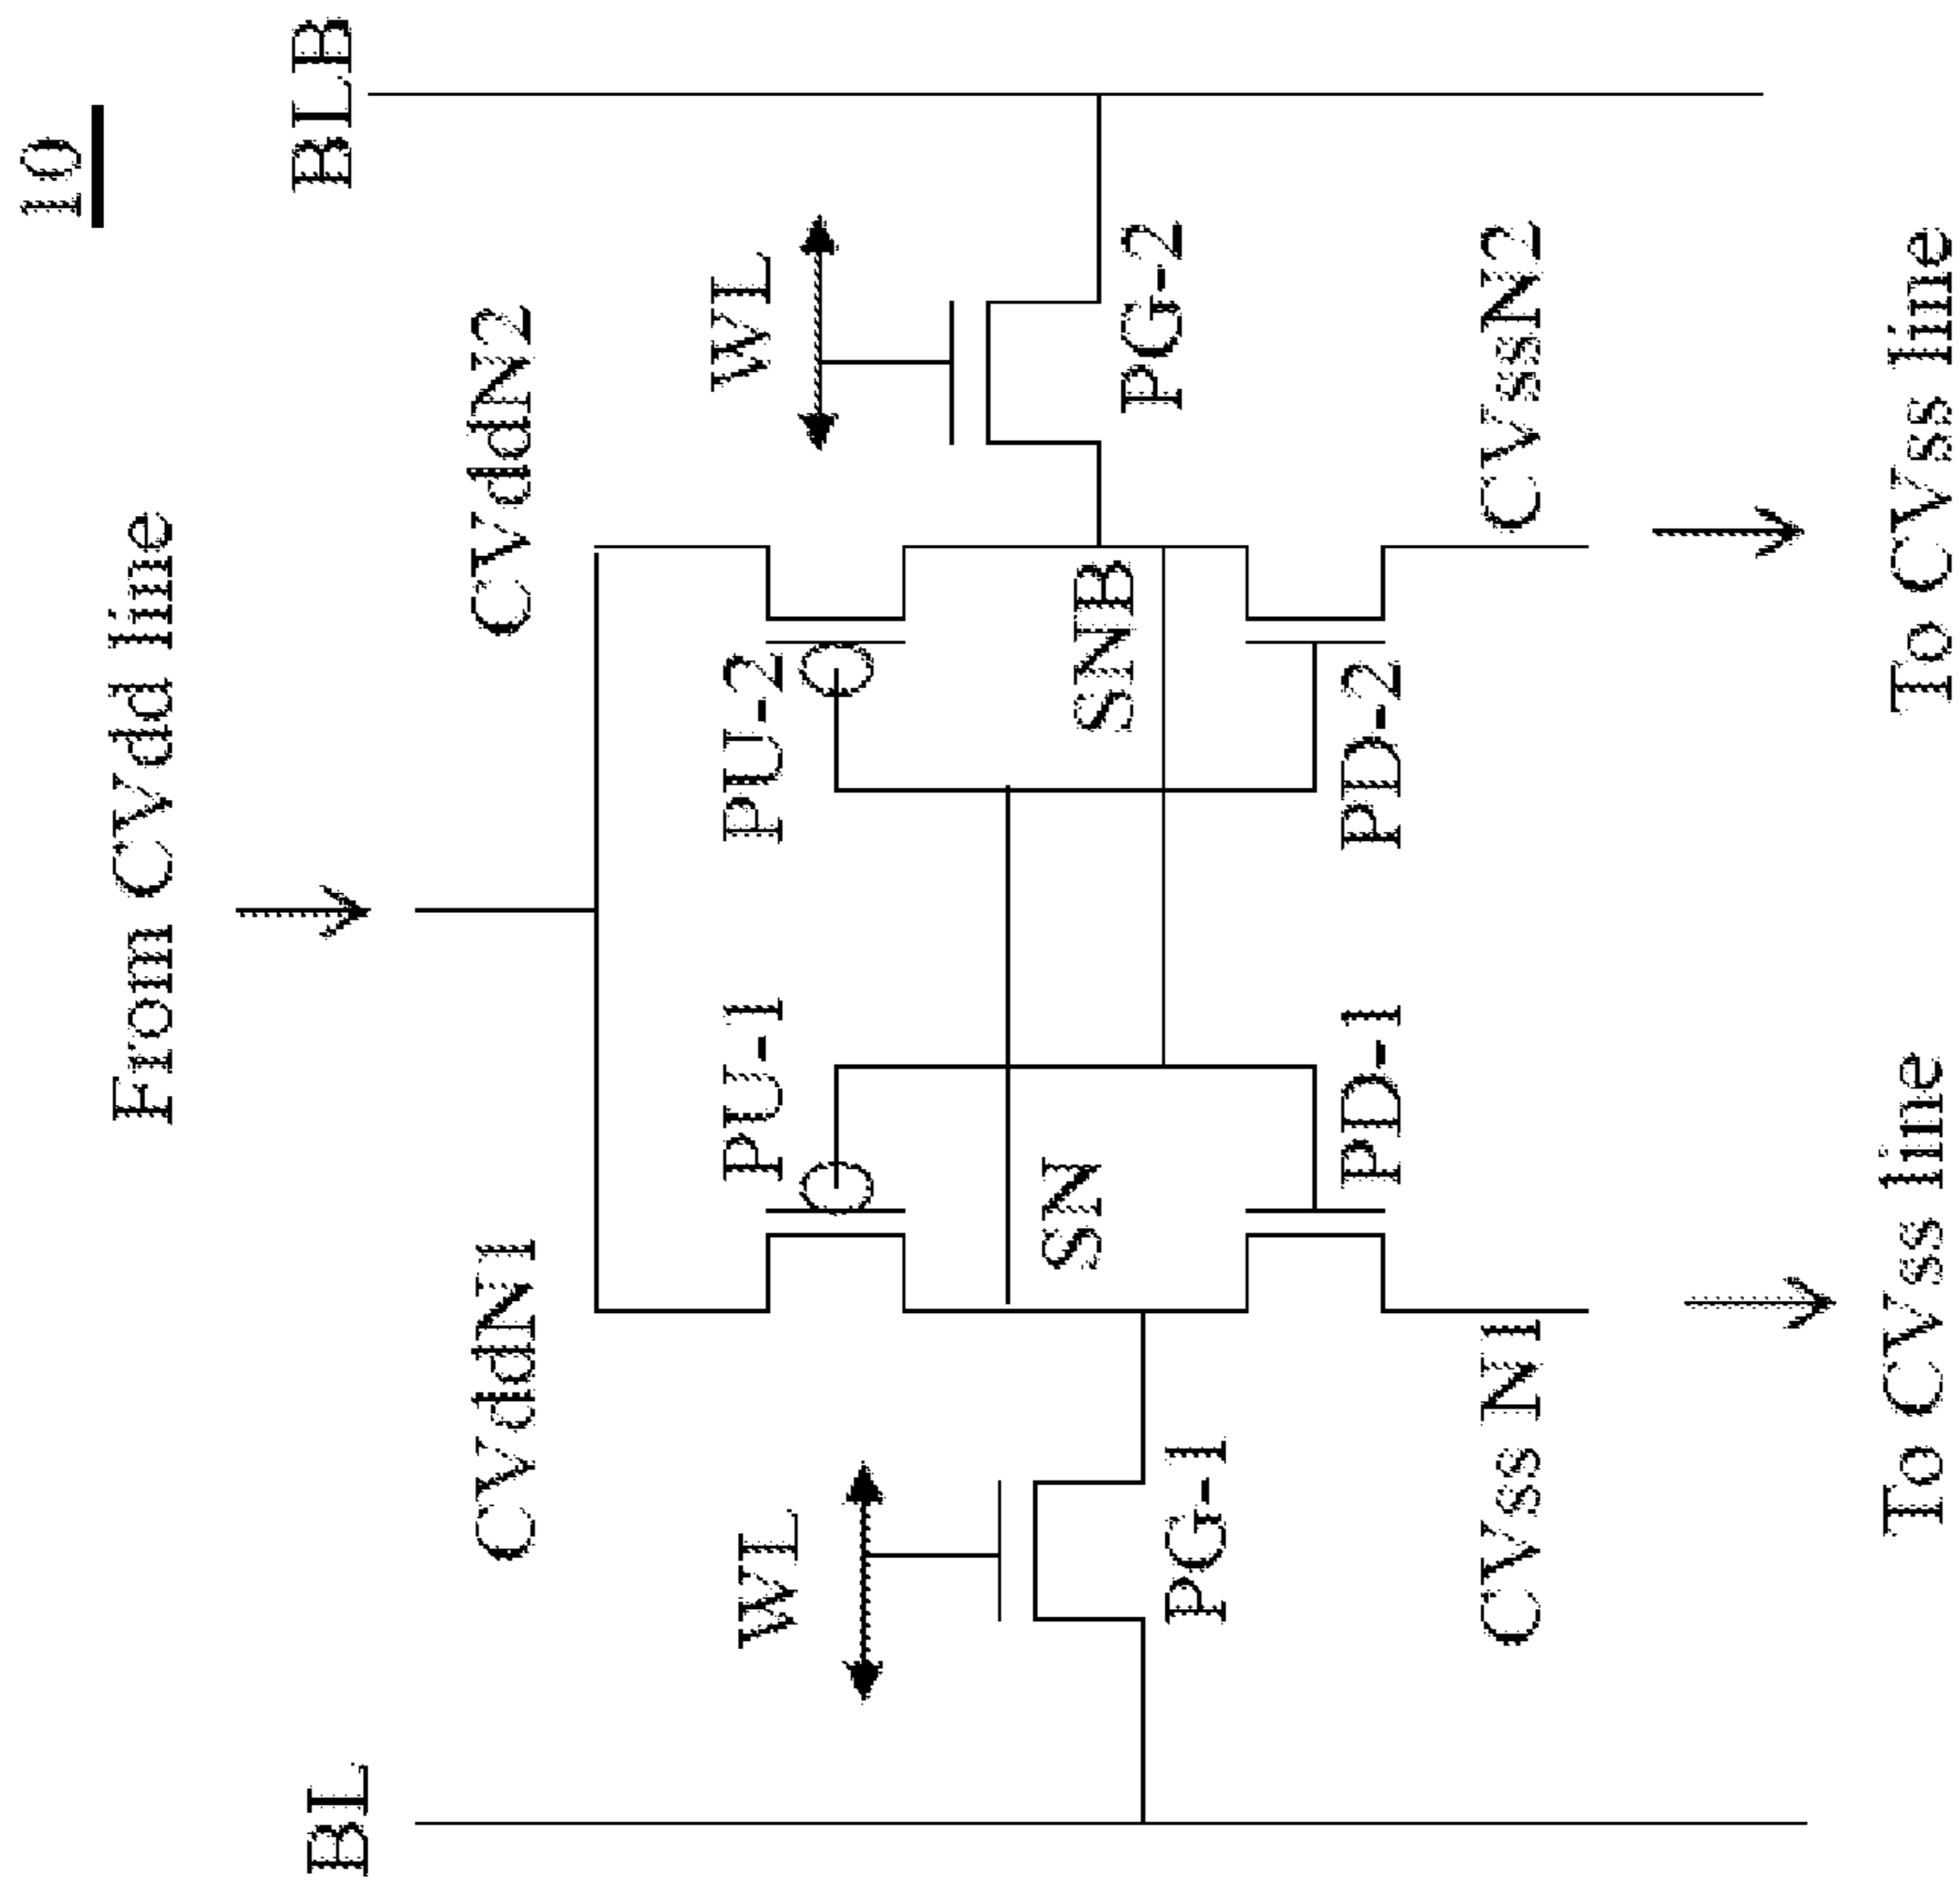 10
From CVdd line
BL
BLB
CVddN1
CVddN2
WL
WL
PU-1
PU-2
SN
SNB
PG-1
PG-2
PD-1
PD-2
CVss N1
CVssN2
To CVss line
To CVss line